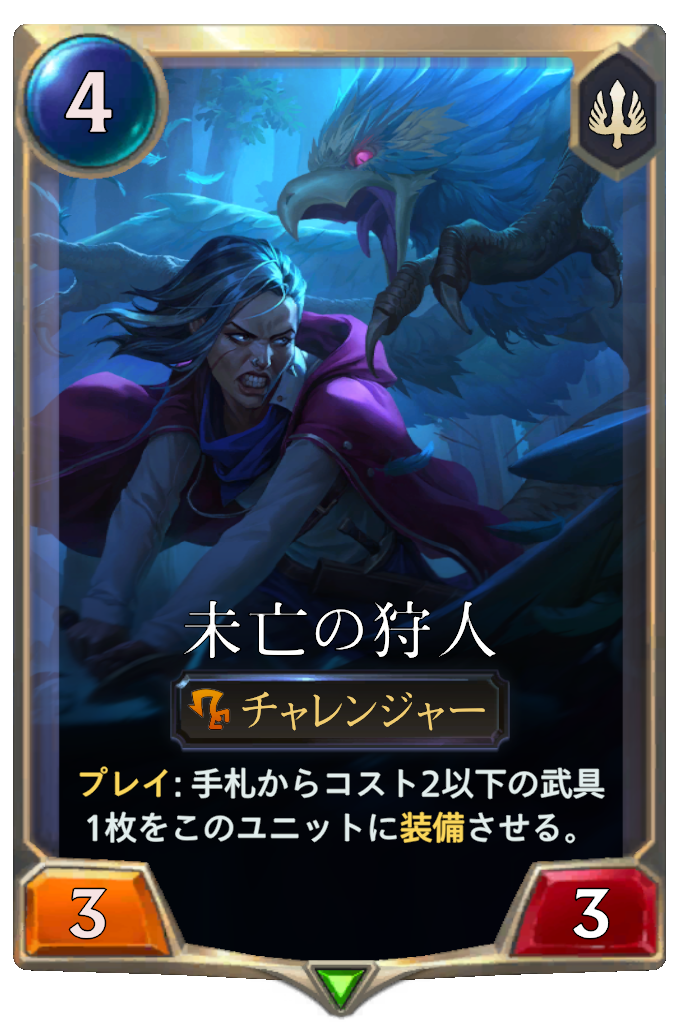 4
未亡の狩人
チャレンジャー
プレイ: 手札からコスト2以下の武具
1枚をこのユニットに装備させる。
3
3